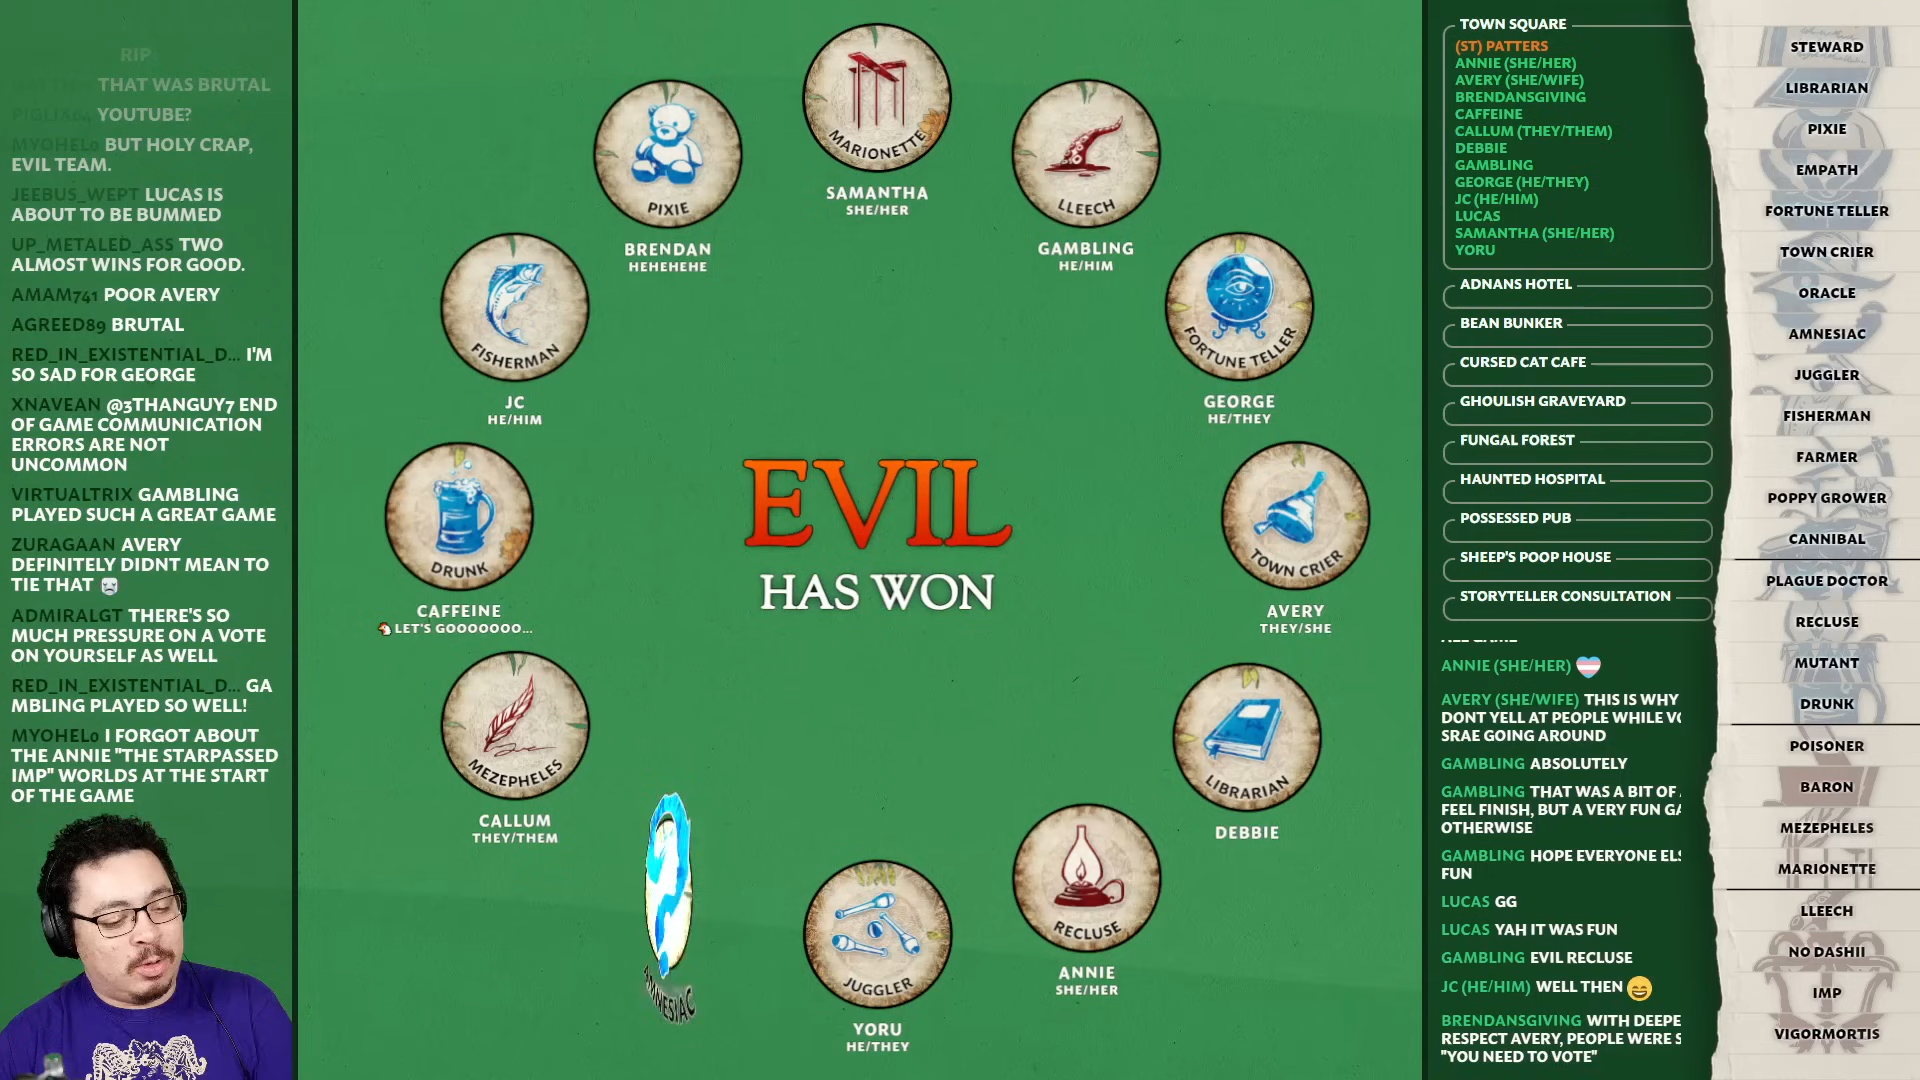 RIP
THAT WAS BRUTAL
PIGLIX64 YOUTUBE?
MYOHEL0 BUT HOLY CRAP,
EVIL TEAM.
JEEBUS_WEPT LUCAS IS
ABOUT TO BE BUMMED
UP_METALED_ASS TWO
ALMOST WINS FOR GOOD.
AMAM741 POOR AVERY
AGREED89 BRUTAL
RED_IN_EXISTENTIAL_D... I'M
SO SAD FOR GEORGE
XNAVEAN @3THANGUY7 END
OF GAME COMMUNICATION
ERRORS ARE NOT
UNCOMMON
VIRTUALTRIX GAMBLING
PLAYED SUCH A GREAT GAME
ZURAGAAN AVERY
DEFINITELY DIDNT MEAN TO
TIE THAT
ADMIRALGT THERE'S SO
MUCH PRESSURE ON A VOTE
ON YOURSELF AS WELL
RED_IN_EXISTENTIAL_D... GA
MBLING PLAYED SO WELL!
MYOHEL0 I FORGOT ABOUT
THE ANNIE "THE STARPASSED
IMP" WORLDS AT THE START
OF THE GAME
MARIONETTE
SAMANTHA
SHE/HER
PIXIE
BRENDAN
HEHEHEHE
LLEECH
GAMBLING
HE/HIM
FISHERMAN
JC
HE/HIM
FORTUNE TELLER
GEORGE
HE/THEY
DRUNK
CAFFEINE
LET'S GOOOOOOO...
EVIL
HAS WON
TOWN CRIER
AVERY
THEY/SHE
MEZEPHELES
CALLUM
THEY/THEM
LIBRARIAN
DEBBIE
AMNESIAC
JUGGLER
YORU
HE/THEY
RECLUSE
ANNIE
SHE/HER
TOWN SQUARE
(ST) PATTERS
ANNIE (SHE/HER)
AVERY (SHE/WIFE)
BRENDANSGIVING
CAFFEINE
CALLUM (THEY/THEM)
DEBBIE
GAMBLING
GEORGE (HE/THEY)
JC (HE/HIM)
LUCAS
SAMANTHA (SHE/HER)
YORU
ADNANS HOTEL
BEAN BUNKER
CURSED CAT CAFE
GHOULISH GRAVEYARD
FUNGAL FOREST
HAUNTED HOSPITAL
POSSESSED PUB
SHEEP'S POOP HOUSE
STORYTELLER CONSULTATION
ANNIE (SHE/HER)
AVERY (SHE/WIFE) THIS IS WHY
DONT YELL AT PEOPLE WHILE
SRAE GOING AROUND
GAMBLING ABSOLUTELY
GAMBLING THAT WAS A BIT OF
FEEL FINISH, BUT A VERY FUN
OTHERWISE
GAMBLING HOPE EVERYONE
FUN
LUCAS GG
LUCAS YAH IT WAS FUN
GAMBLING EVIL RECLUSE
JC (HE/HIM) WELL THEN
BRENDANSGIVING WITH DEEPE
RESPECT AVERY, PEOPLE WERE
"YOU NEED TO VOTE"
STEWARD
LIBRARIAN
PIXIE
EMPATH
FORTUNE TELLER
TOWN CRIER
ORACLE
AMNESIAC
JUGGLER
FISHERMAN
FARMER
POPPY GROWER
CANNIBAL
PLAGUE DOCTOR
RECLUSE
MUTANT
DRUNK
POISONER
BARON
MEZEPHELES
MARIONETTE
LLEECH
NO DASHII
IMP
VIGORMORTIS